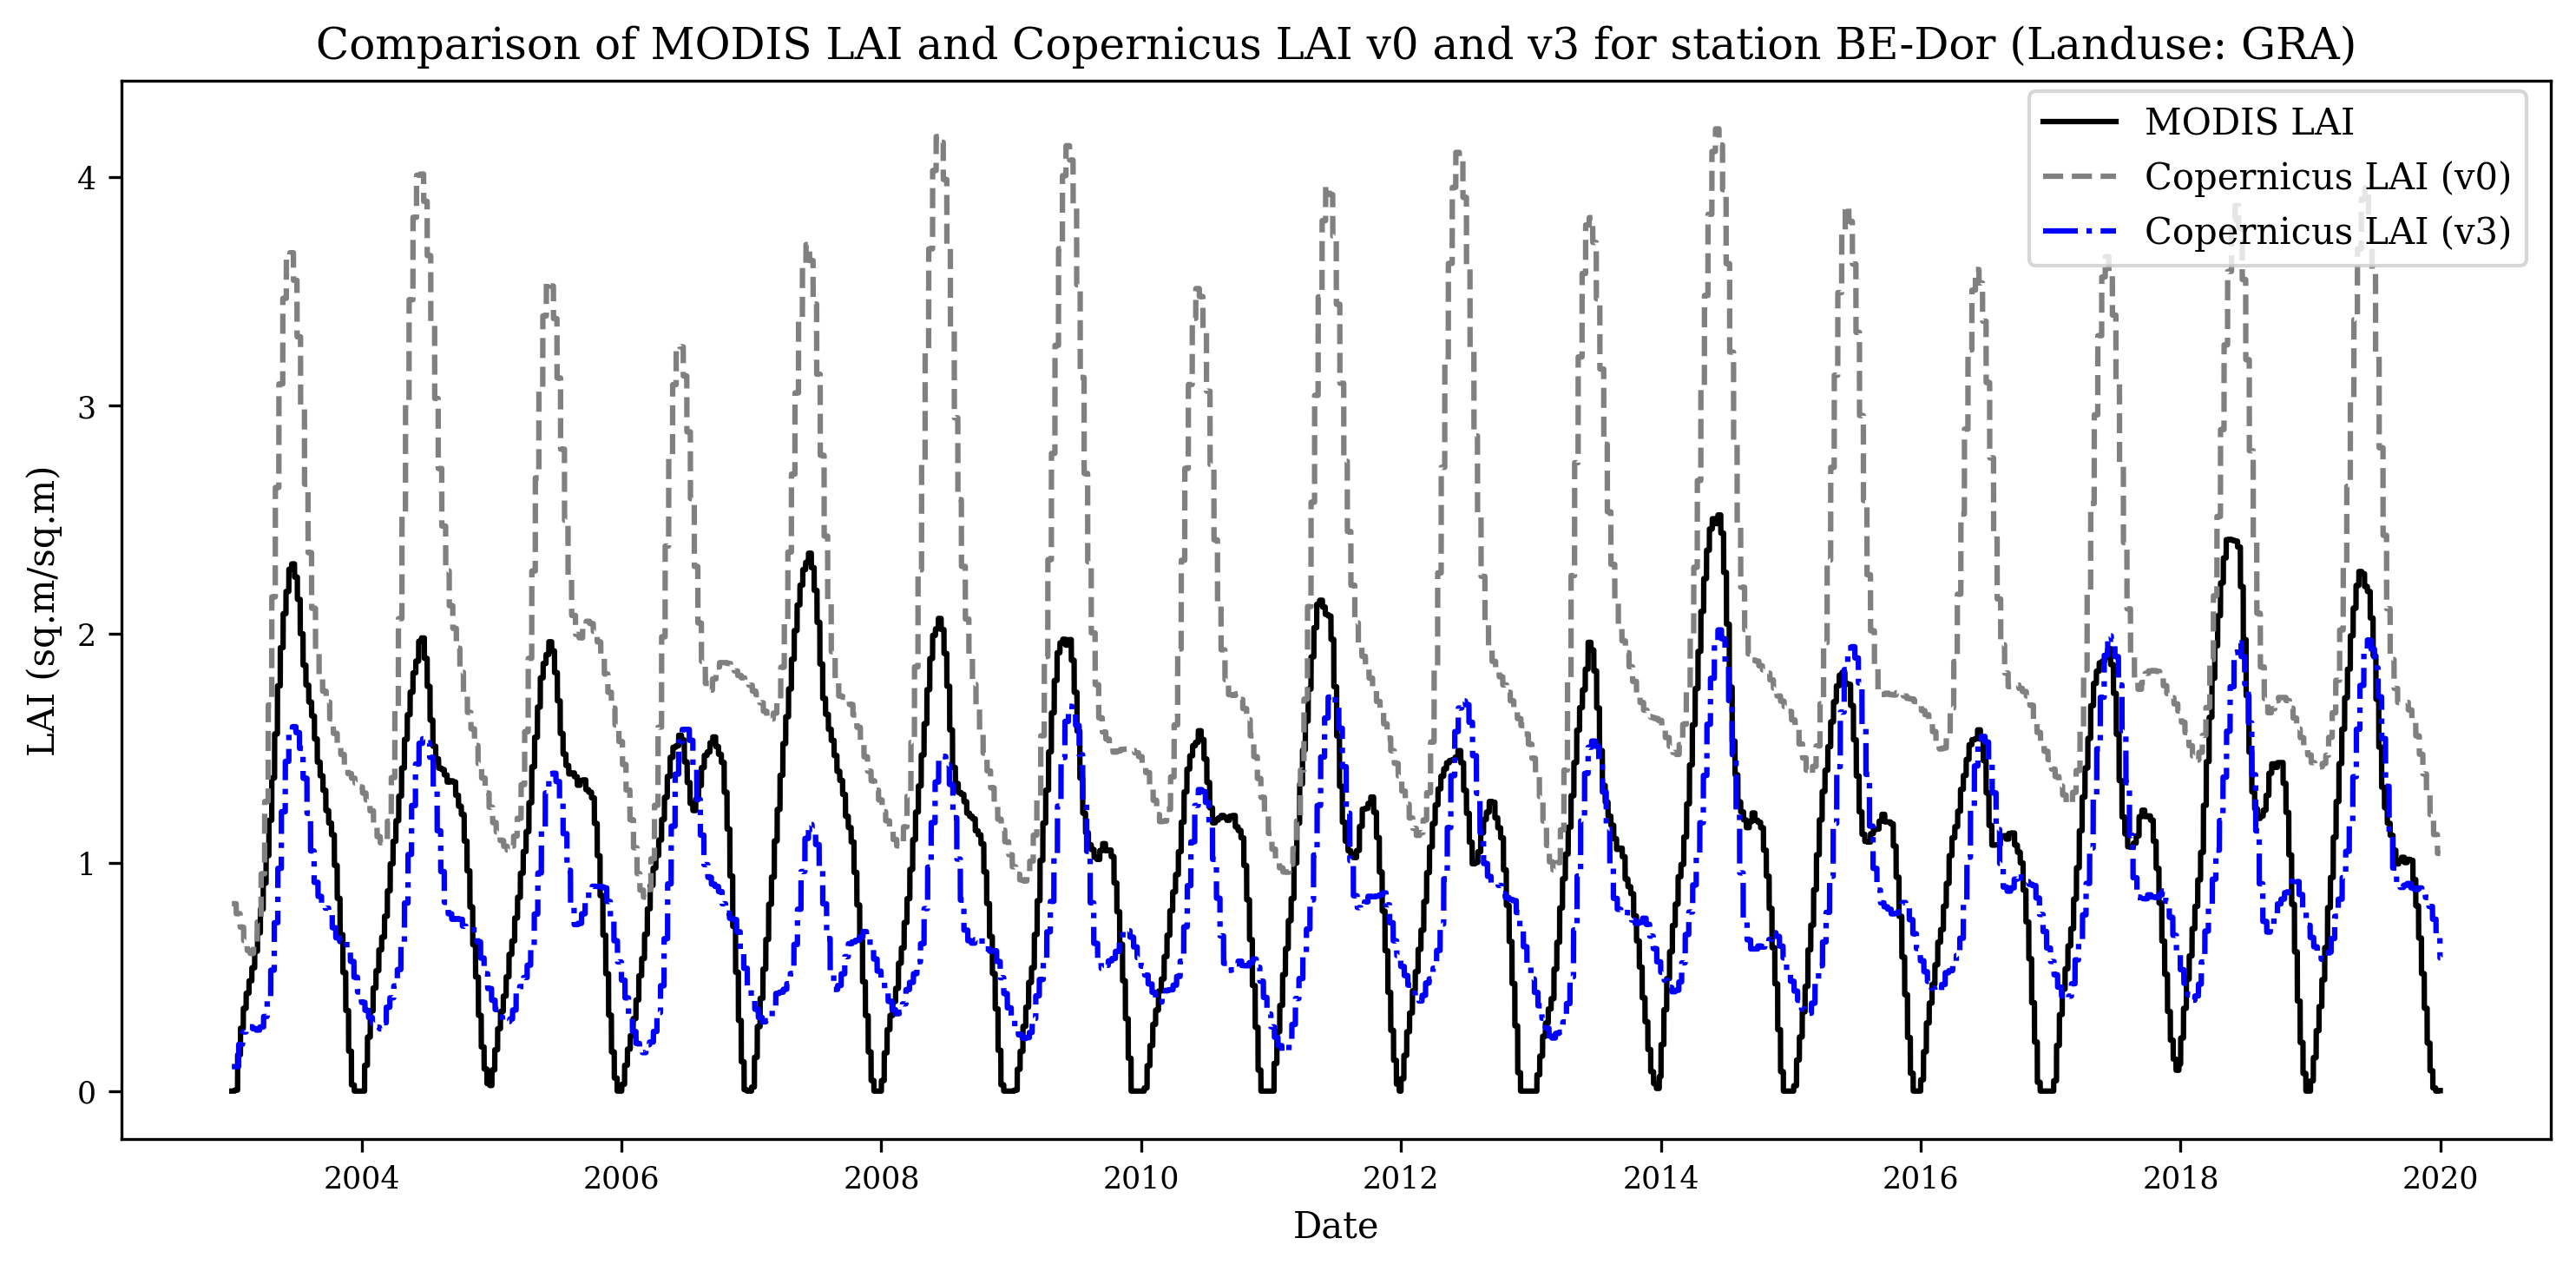 Comparison of MODIS LAI and Copernicus LAI v0 and v3 for station BE-Dor (Landuse: GRA)
MODIS LAI
Copernicus LAI (v0)
Copernicus LAI (v3)
LAI (sq.m/sq.m)
4
3
2
1
0
2004 2006 2008 2010 2012 2014 2016 2018 2020
Date